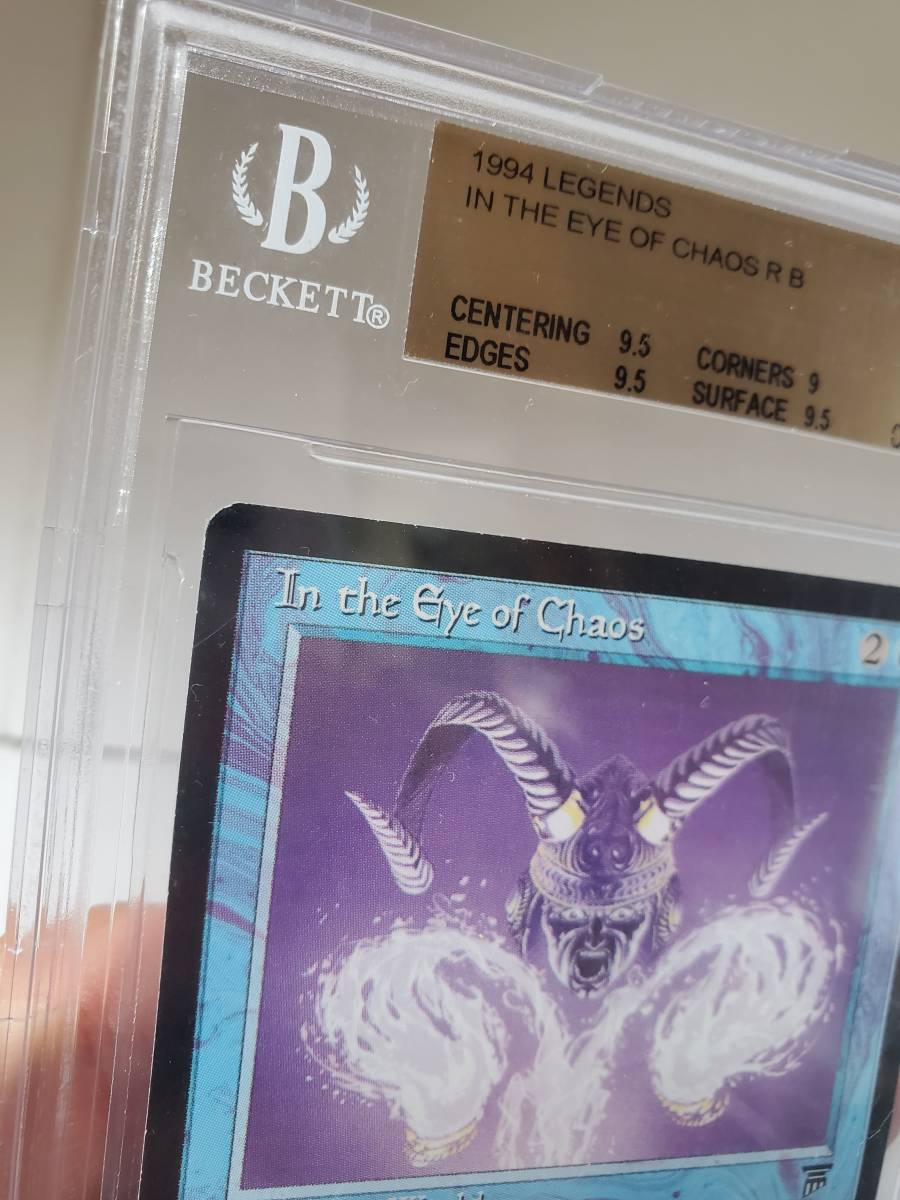 B
BECKETT®
1994 LEGENDS
IN THE EYE OF CHAOS R B
CENTERING 9.5 CORNERS 9
EDGES 9.5 SURFACE 9.5
In the Eye of Chaos 2